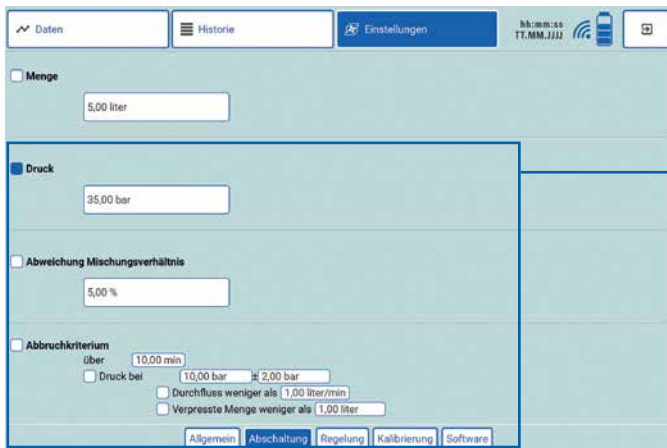 Daten Historie Einstellungen hh:mm:ss
TT.MM.JJJJ
Menge
5,00 liter
Druck
35,00 bar
Abweichung Mischungsverhältnis
5,00 %
Abbruchkriterium
über 10,00 min
Druck bei 10,00 bar ± 2,00 bar
Durchfluss weniger als 1,00 liter/min
Verpresste Menge weniger als 1,00 liter
Allgemein Abschaltung Regelung Kalibrierung Software